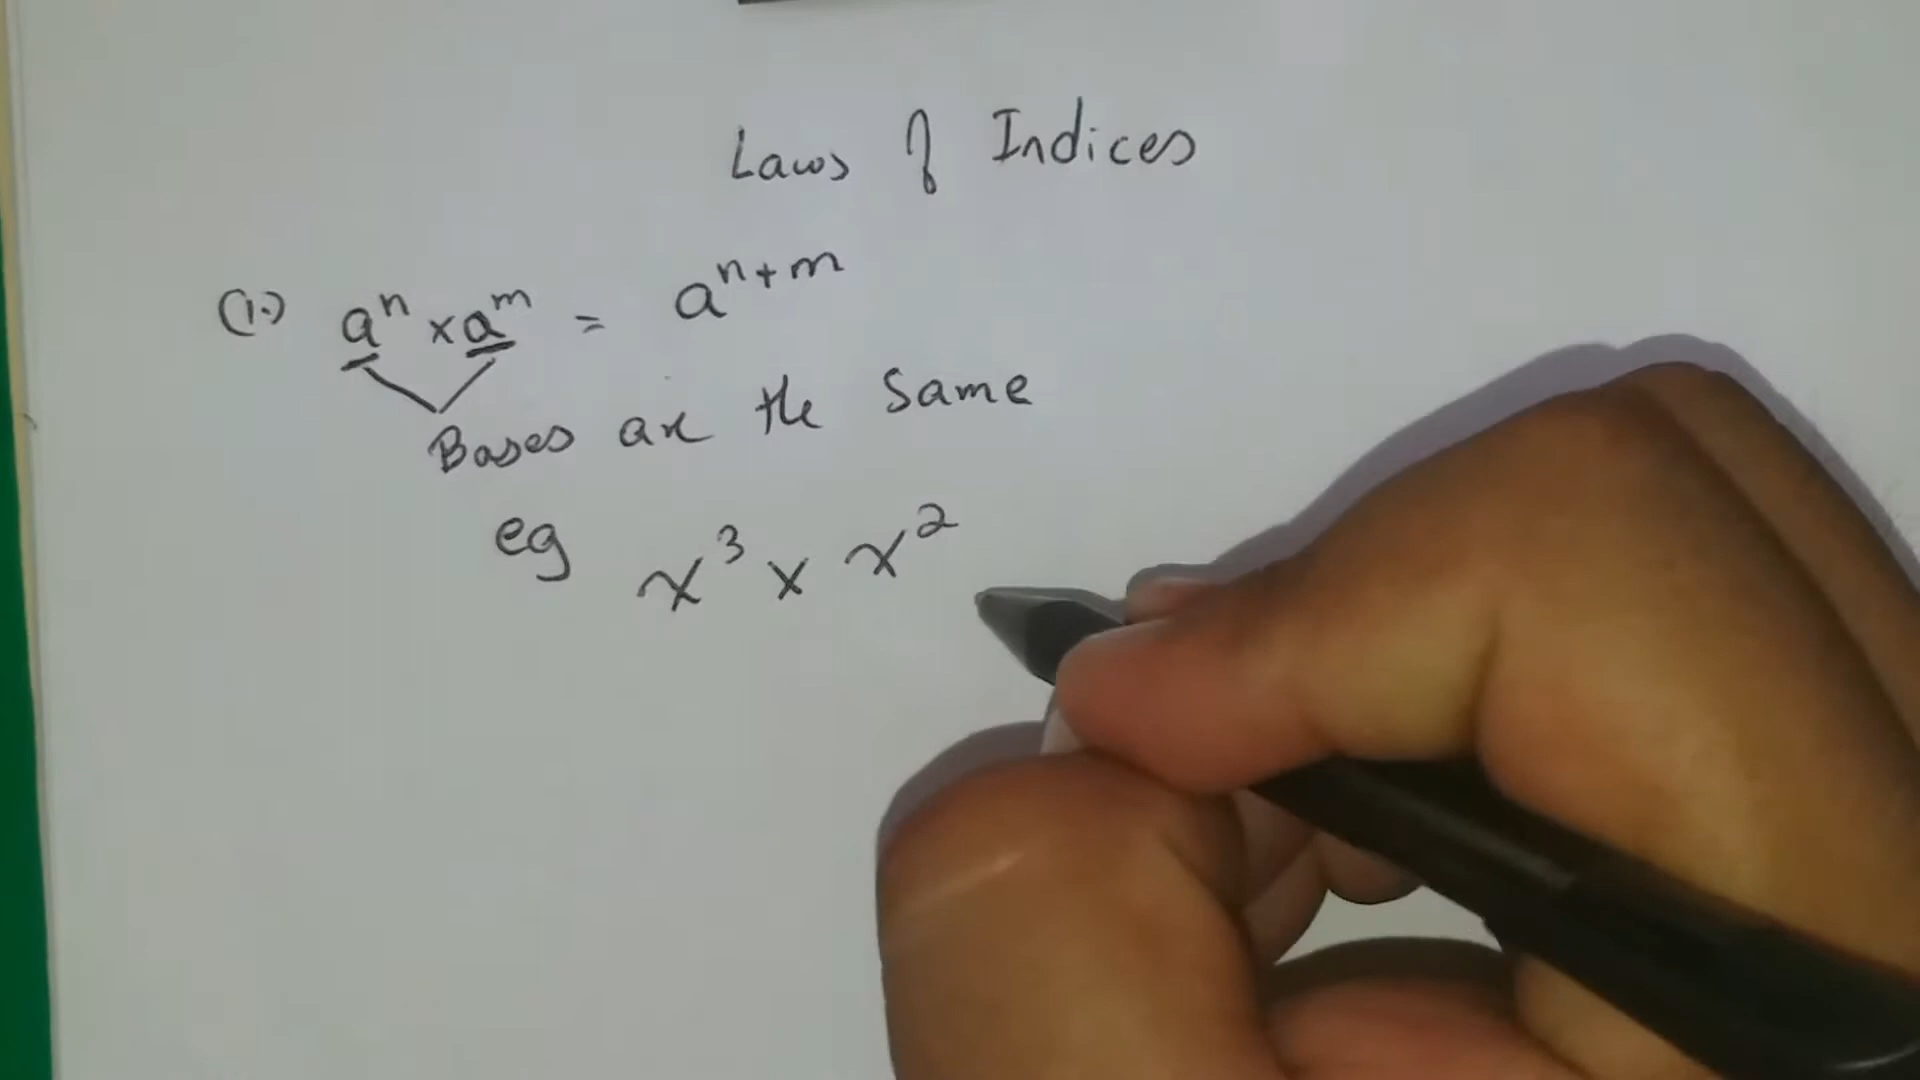 Laws of Indices
(1.) aⁿ × aᵐ = aⁿ⁺ᵐ
Bases are the same
eg x³ × x²